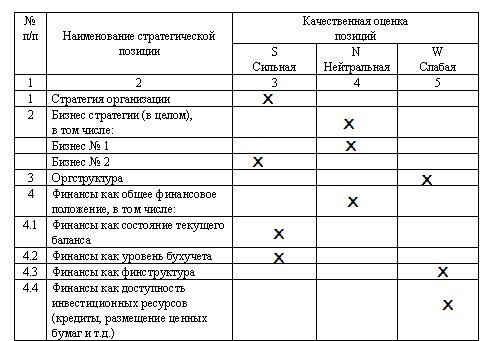 № п/п
Наименование стратегической позиции
Качественная оценка позиций
S Сильная
N Нейтральная
W Слабая
1 2 3 4 5
1 Стратегия организации X
2 Бизнес стратегии (в целом),
в том числе: X
Бизнес № 1 X
Бизнес № 2 X
3 Оргструктура X
4 Финансы как общее финансовое
положение, в том числе: X
4.1 Финансы как состояние текущего
баланса X
4.2 Финансы как уровень бухучета X
4.3 Финансы как финструктура X
4.4 Финансы как доступность
инвестиционных ресурсов X
(кредиты, размещение ценных
бумаг и т.д.)